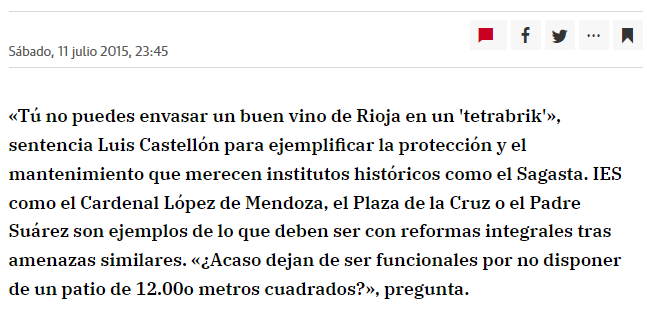 Sábado, 11 julio 2015, 23:45
«Tú no puedes envasar un buen vino de Rioja en un 'tetrabrik'»,
sentencia Luis Castellón para ejemplificar la protección y el
mantenimiento que merecen institutos históricos como el Sagasta. IES
como el Cardenal López de Mendoza, el Plaza de la Cruz o el Padre
Suárez son ejemplos de lo que deben ser con reformas integrales tras
amenazas similares. «¿Acaso dejan de ser funcionales por no disponer
de un patio de 12.00o metros cuadrados?», pregunta.